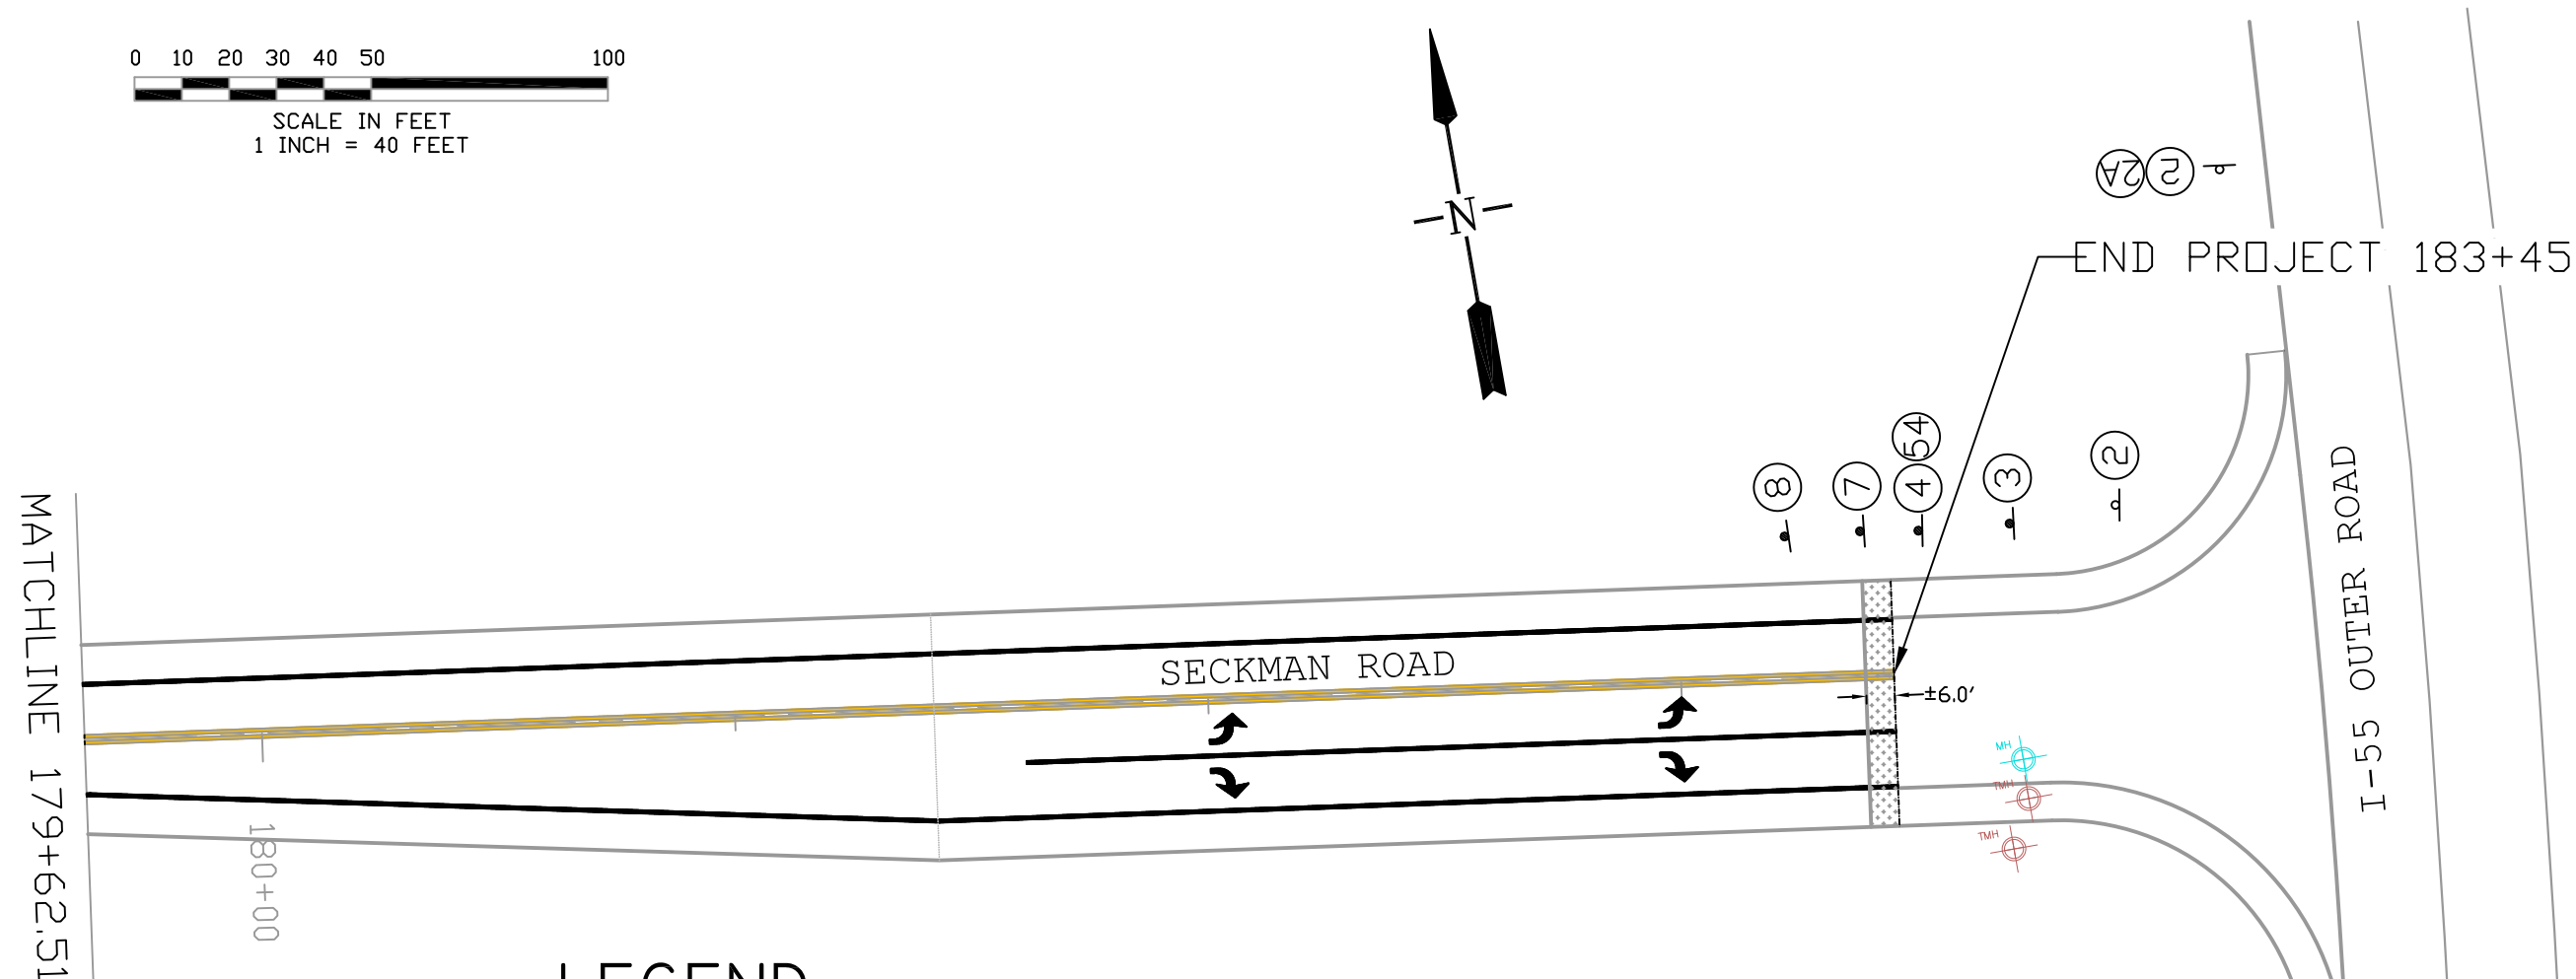 0 10 20 30 40 50 100
SCALE IN FEET
1 INCH = 40 FEET
N
2A 2
END PROJECT 183+45
54
8 7 4 3 2
MATCHLINE 179+62.51
SECKMAN ROAD
±6.0'
I-55 OUTER ROAD
MH
TMH
TMH
180+00
LEGEND